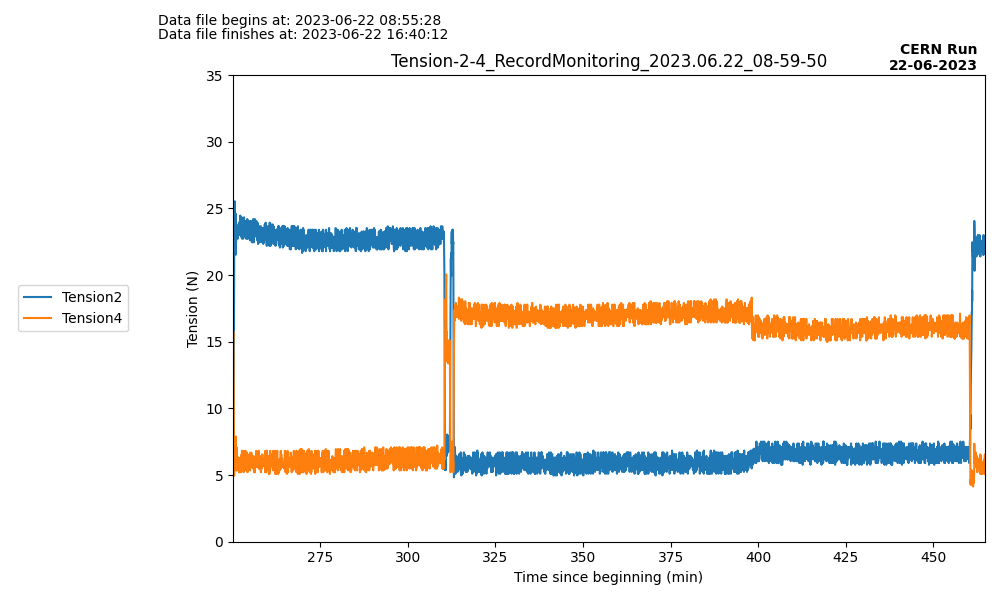 Data file begins at: 2023-06-22 08:55:28
Data file finishes at: 2023-06-22 16:40:12
CERN Run
22-06-2023
Tension-2-4_RecordMonitoring_2023.06.22_08-59-50
35
30
25
20
15
10
5
0
Tension (N)
Tension2
Tension4
275 300 325 350 375 400 425 450
Time since beginning (min)